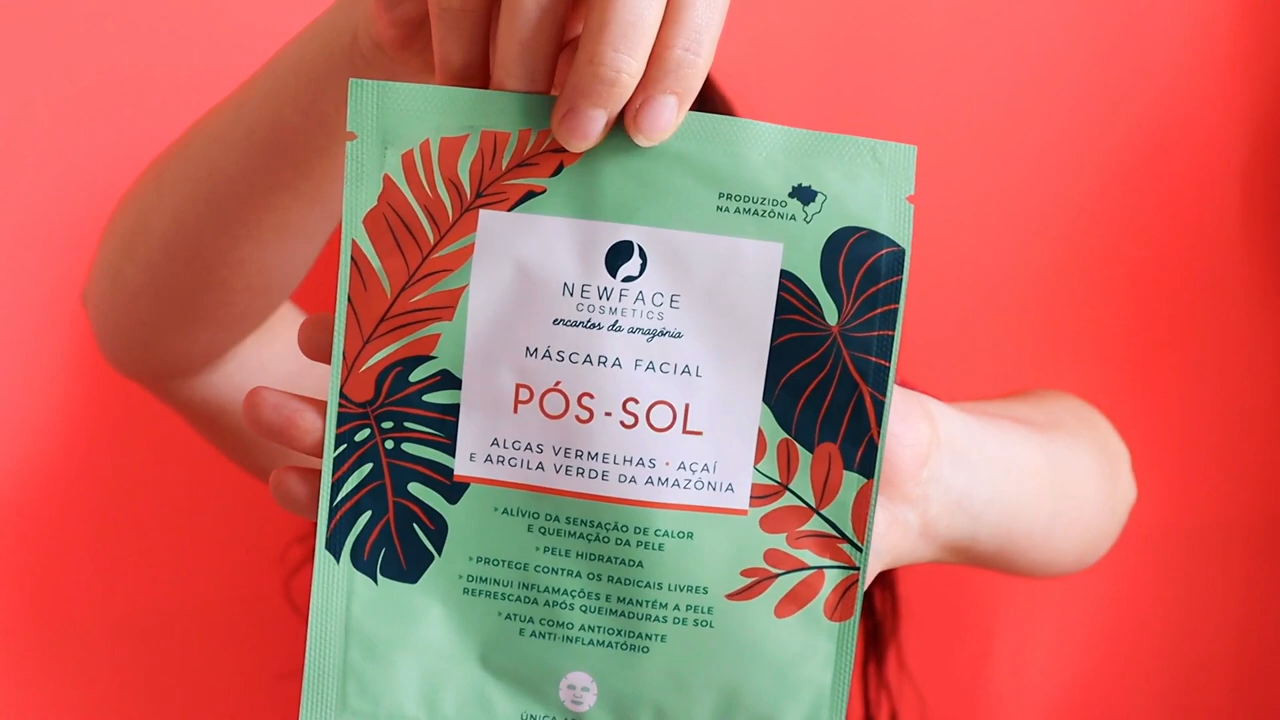 PRODUZIDO
NA AMAZÔNIA
NEWFACE
COSMETICS
encantos da amazônia
MÁSCARA FACIAL
PÓS-SOL
ALGAS VERMELHAS • AÇAÍ
E ARGILA VERDE DA AMAZÔNIA
» ALÍVIO DA SENSAÇÃO DE CALOR
E QUEIMAÇÃO DA PELE
» PELE HIDRATADA
» PROTEGE CONTRA OS RADICAIS LIVRES
» DIMINUI INFLAMAÇÕES E MANTÉM A PELE
REFRESCADA APÓS QUEIMADURAS DE SOL
» ATUA COMO ANTIOXIDANTE
E ANTI-INFLAMATÓRIO
ÚNICA